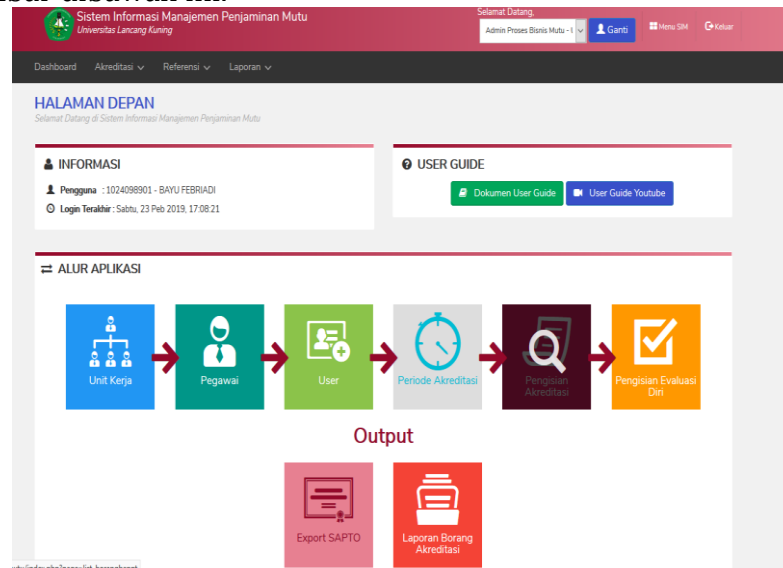 Sistem Informasi Manajemen Penjaminan Mutu
Universitas Lancang Kuning
Selamat Datang,
Admin Proses Bisnis Mutu - U
Ganti
Menu SIM
Keluar
Dashboard Akreditasi Referensi Laporan
HALAMAN DEPAN
Selamat Datang di Sistem Informasi Manajemen Penjaminan Mutu
INFORMASI
Pengguna : 1024098901 - BAYU FEBRIADI
Login Terakhir : Sabtu, 23 Peb 2019, 17:08:21
USER GUIDE
Dokumen User Guide
User Guide Youtube
ALUR APLIKASI
Unit Kerja
Pegawai
User
Periode Akreditasi
Pengisian
Akreditasi
Pengisian Evaluasi
Diri
Output
Export SAPTO
Laporan Borang
Akreditasi